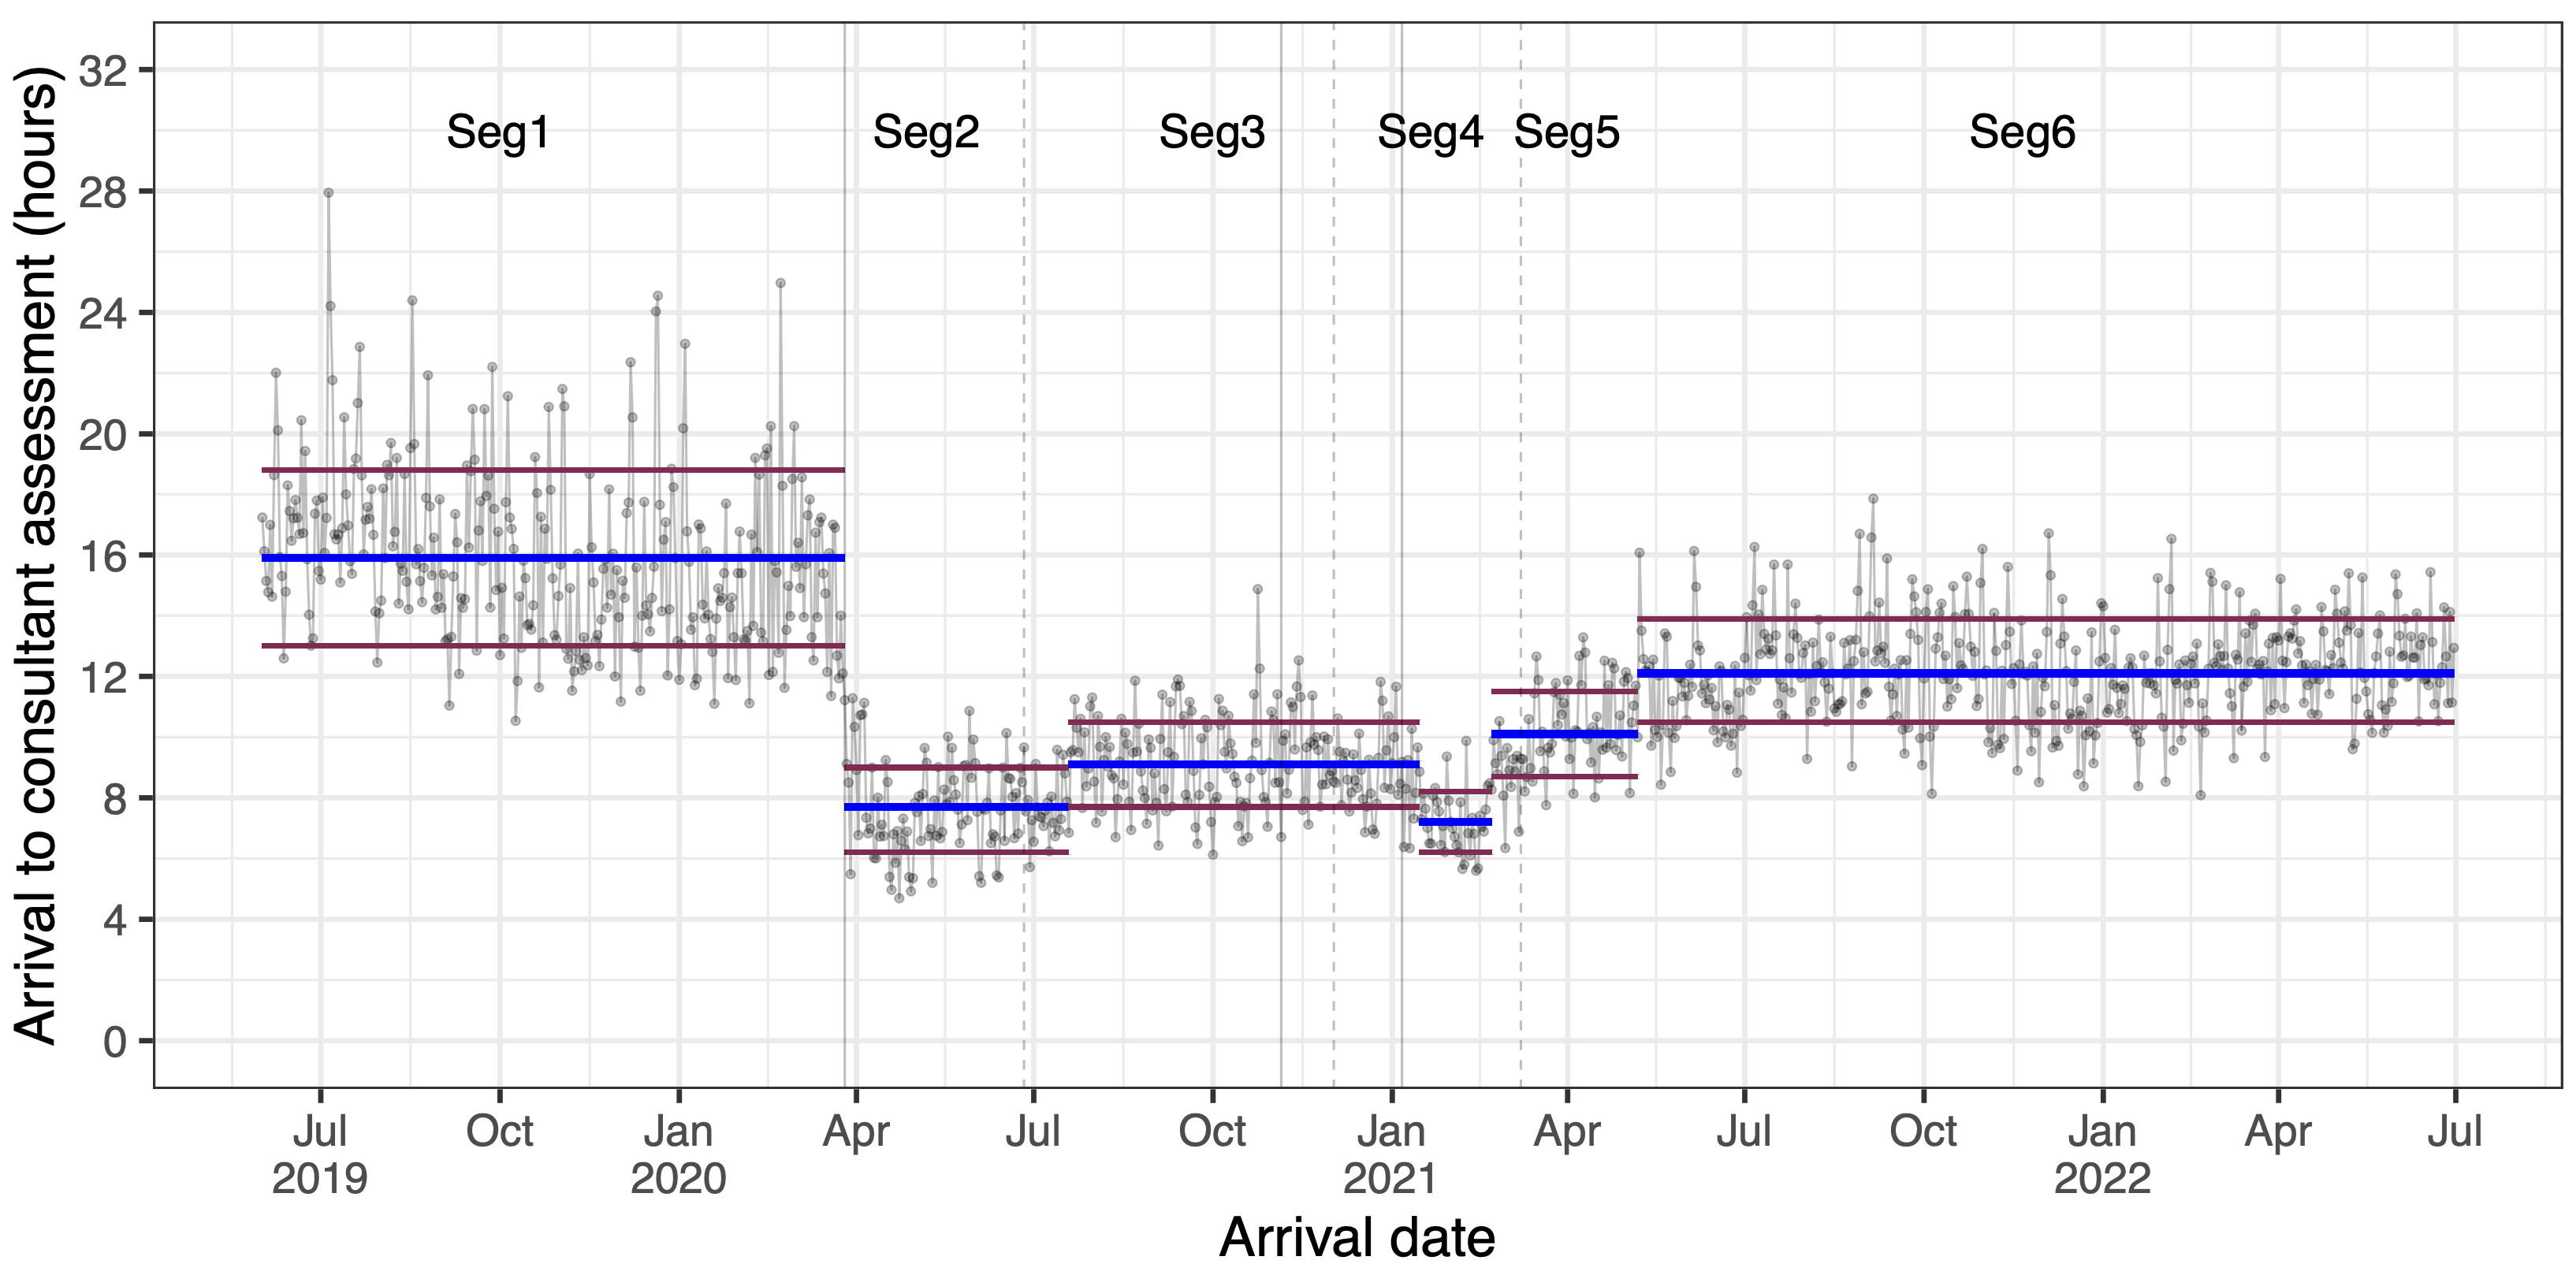 Arrival to consultant assessment (hours)
32
28
24
20
16
12
8
4
0
Seg1 Seg2 Seg3 Seg4 Seg5 Seg6
Jul Oct Jan Apr Jul Oct Jan Apr Jul Oct Jan Apr Jul
2019 2020 2021 2022
Arrival date